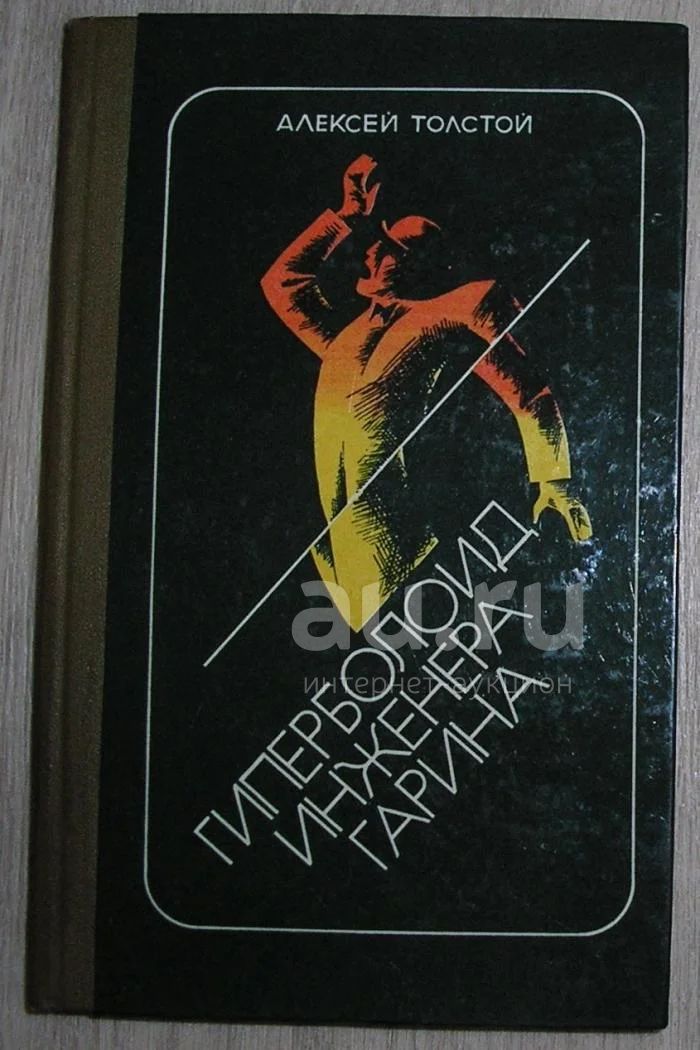 АЛЕКСЕЙ ТОЛСТОЙ
ГИПЕРБОЛОИД
ИНЖЕНЕРА
ГАРИНА
au.ru
интернет-аукцион